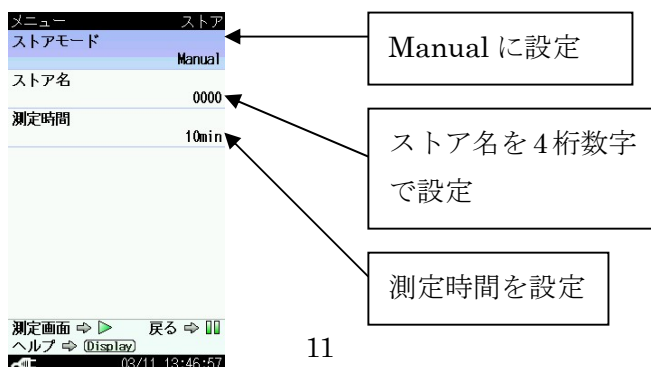 メニュー ストア
ストアモード
Manual
ストア名
0000
測定時間
10min
測定画面 ⇨ ▷ 戻る ⇨ ▯▯
ヘルプ ⇨ Display
03/11 13:46:57
Manual に設定
ストア名を4桁数字
で設定
測定時間を設定
11